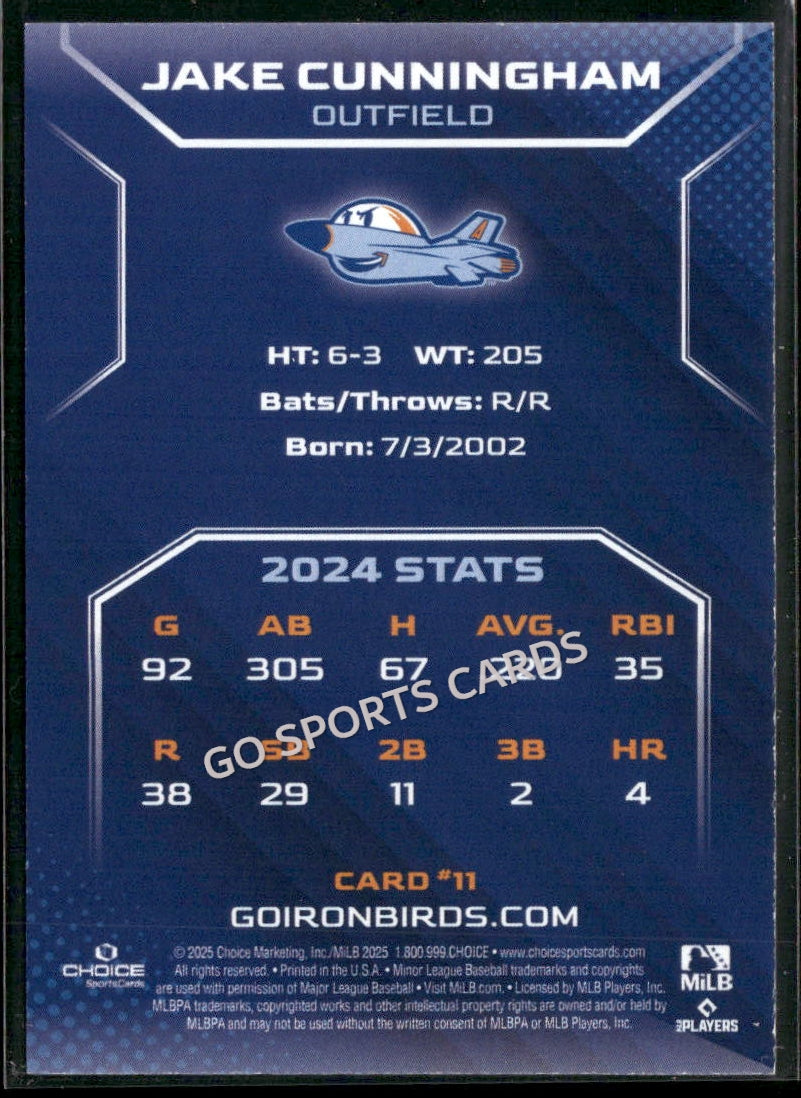 JAKE CUNNINGHAM
OUTFIELD
HT: 6-3 WT: 205
Bats/Throws: R/R
Born: 7/3/2002
2024 STATS
G AB H AVG. RBI
92 305 67 .220 35
GO SPORTS CARDS
R SB 2B 3B HR
38 29 11 2 4
CARD #11
GOIRONBIRDS.COM
© 2025 Choice Marketing, Inc./MiLB 2025 1.800.999.CHOICE • www.choicesportscards.com
All rights reserved. • Printed in the U.S.A. • Minor League Baseball trademarks and copyrights
are used with permission of Major League Baseball • Visit MiLB.com. • Licensed by MLB Players, Inc.
MLBPA trademarks, copyrighted works and other intellectual property rights are owned and/or held by
MLBPA and may not be used without the written consent of MLBPA or MLB Players, Inc.
CHOICE
SportsCards
MiLB
MLB PLAYERS